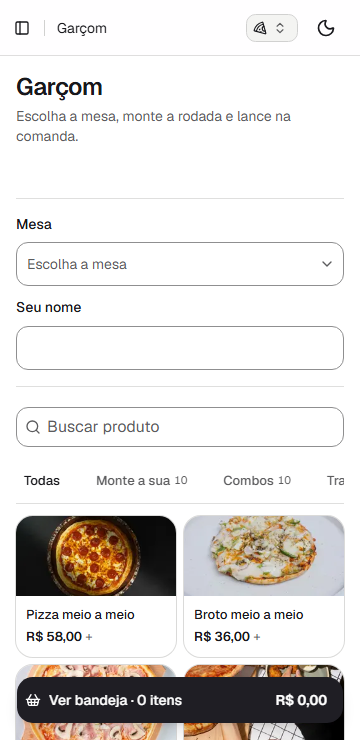 Garçom
Garçom
Escolha a mesa, monte a rodada e lance na
comanda.
Mesa
Escolha a mesa
Seu nome
Buscar produto
Todas
Monte a sua 10
Combos 10
Tra
Pizza meio a meio
R$ 58,00 +
Broto meio a meio
R$ 36,00 +
Ver bandeja · 0 itens
R$ 0,00